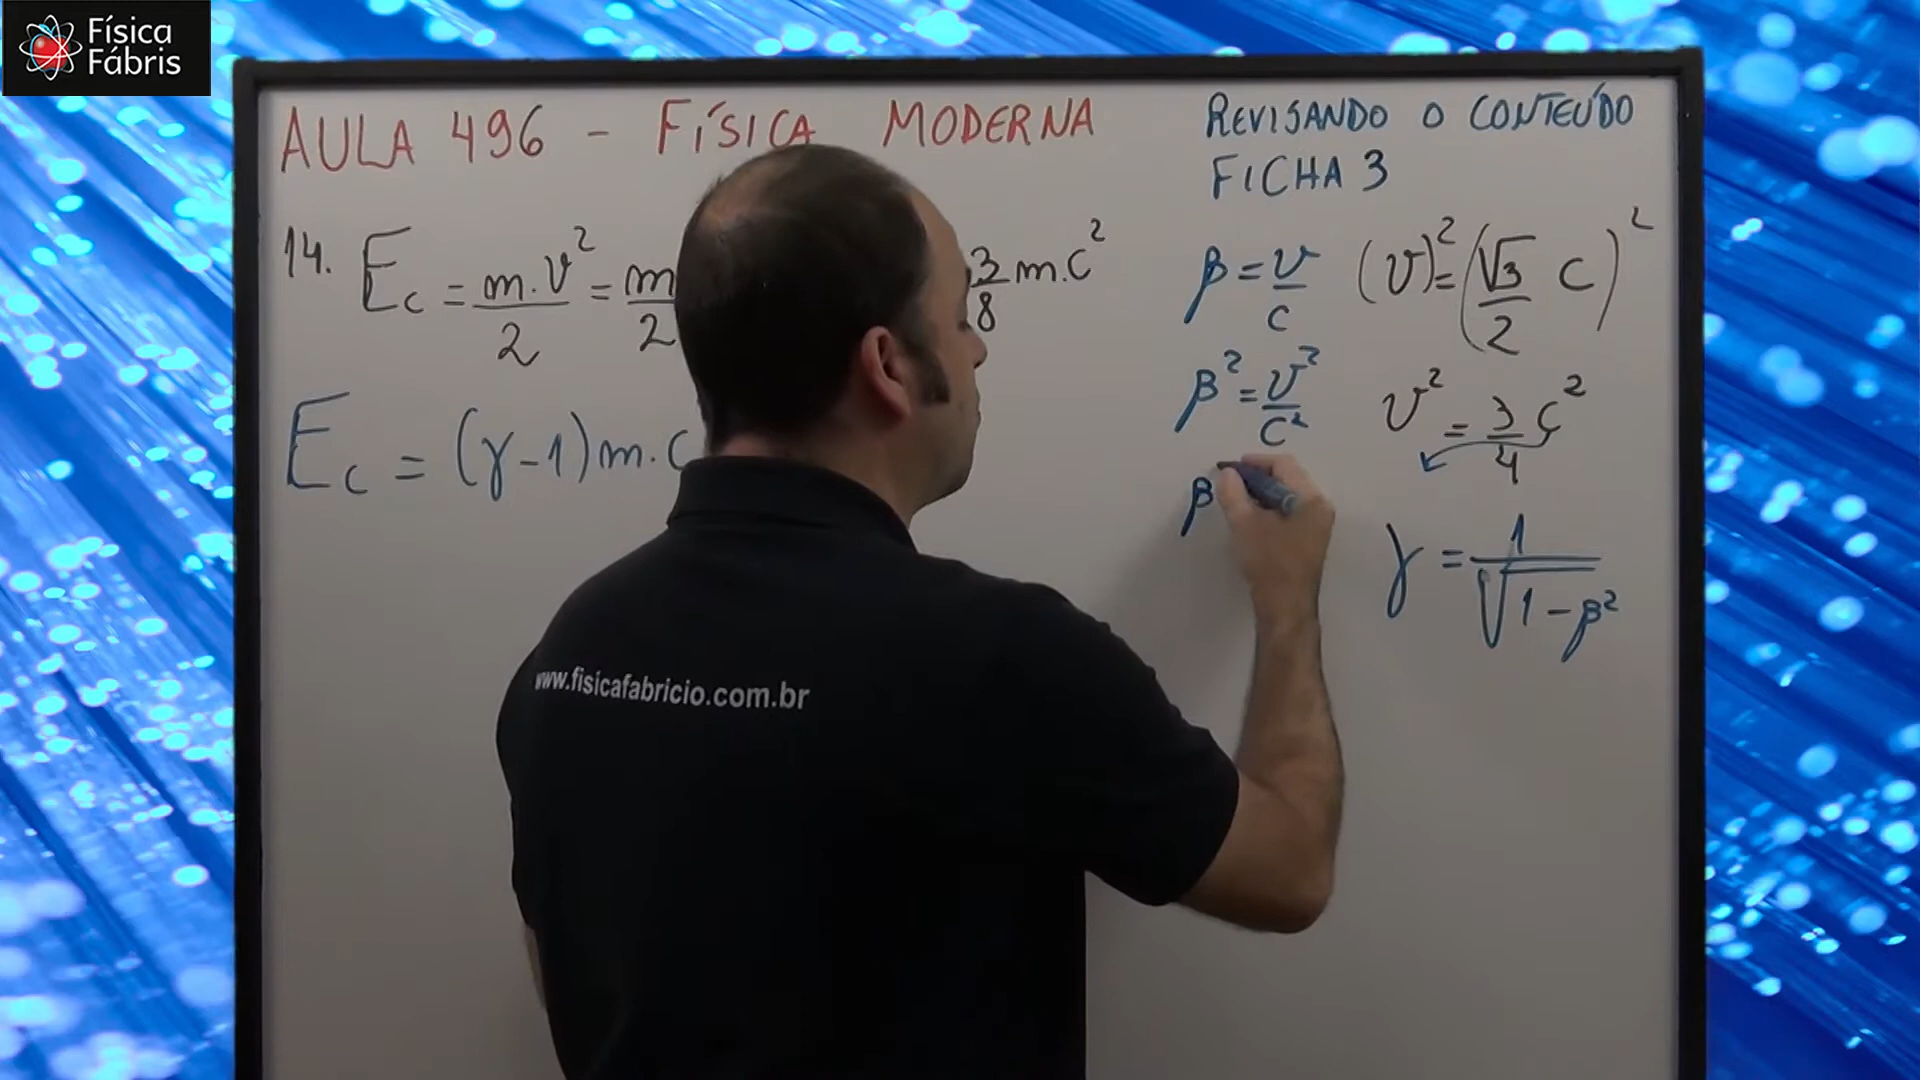 Física
Fábris
AULA 496 - FÍSICA MODERNA
REVISANDO O CONTEÚDO
FICHA 3
14. Ec = m.v²/2 = m/2 3/8 m.c²
Ec = (γ-1)m.c
β = v/c
β² = v²/c²
β
(v)² = (√3/2 c)²
v² = 3/4 c²
γ = 1/√1-β²
www.fisicafabricio.com.br